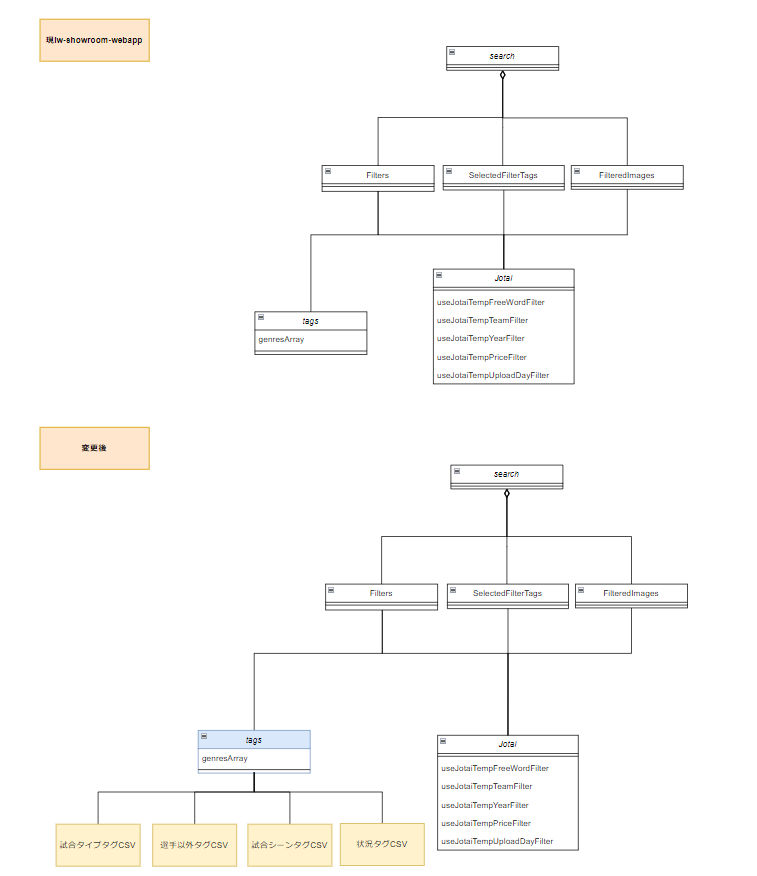 現lw-showroom-webapp
search
Filters
SelectedFilterTags
FilteredImages
Jotai
useJotaiTempFreeWordFilter
useJotaiTempTeamFilter
useJotaiTempYearFilter
useJotaiTempPriceFilter
useJotaiTempUploadDayFilter
tags
genresArray
変更後
search
Filters
SelectedFilterTags
FilteredImages
tags
genresArray
Jotai
useJotaiTempFreeWordFilter
useJotaiTempTeamFilter
useJotaiTempYearFilter
useJotaiTempPriceFilter
useJotaiTempUploadDayFilter
試合タイプタグCSV
選手以外タグCSV
試合シーンタグCSV
状況タグCSV